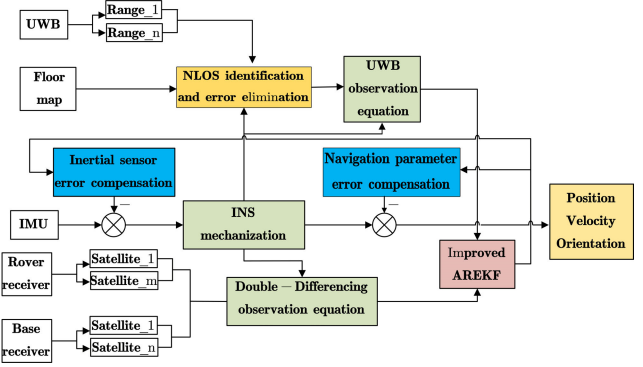 UWB
Range_1
Range_n
Floor
map
NLOS identification
and error elimination
UWB
observation
equation
Inertial sensor
error compensation
Navigation parameter
error compensation
IMU
−
INS
mechanization
−
Position
Velocity
Orientation
Rover
receiver
Satellite_1
Satellite_m
Double − Differencing
observation equation
Improved
AREKF
Base
receiver
Satellite_1
Satellite_n